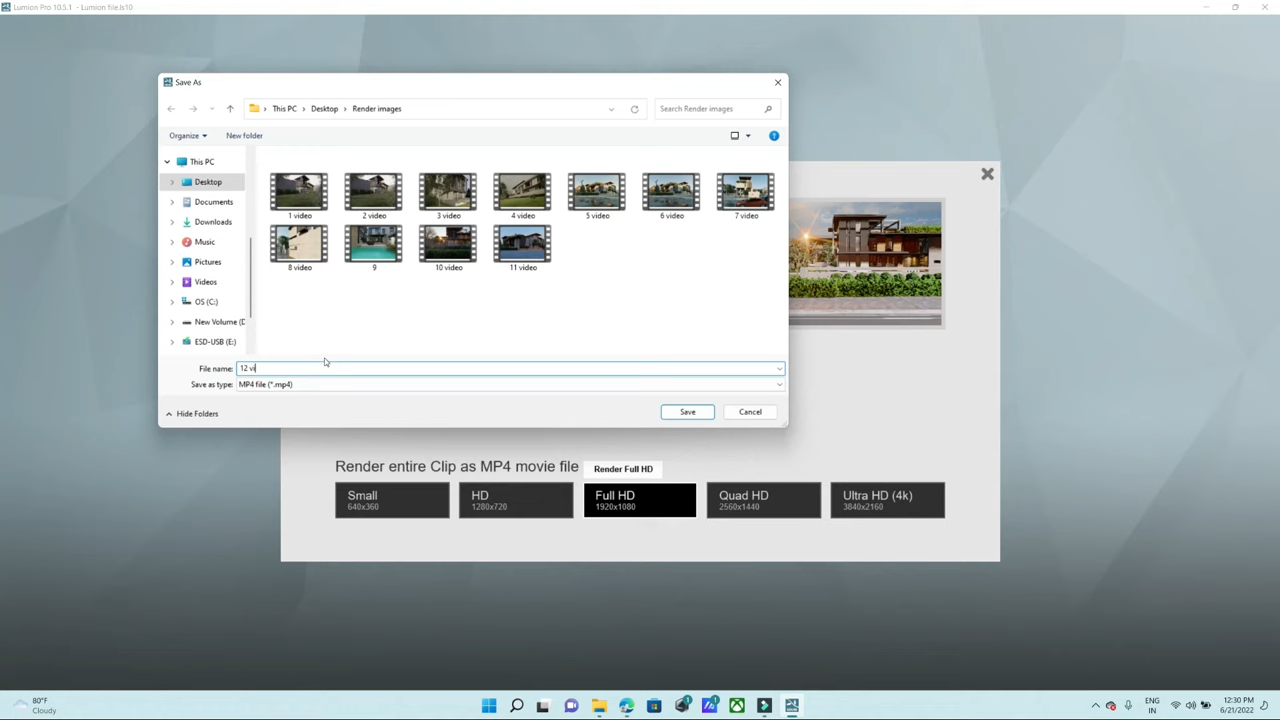 Lumion Pro 10.5.1 - Lumion file.ls10
Save As
This PC
Desktop
Render images
Search Render images
Organize
New folder
This PC
Desktop
Documents
Downloads
Music
Pictures
Videos
OS (C:)
New Volume (D
ESD-USB (E:)
1 video
2 video
3 video
4 video
5 video
6 video
7 video
8 video
9
10 video
11 video
File name: 12 vi
Save as type: MP4 file (*.mp4)
Hide Folders
Save
Cancel
Render entire Clip as MP4 movie file
Render Full HD
Small
640x360
HD
1280x720
Full HD
1920x1080
Quad HD
2560x1440
Ultra HD (4k)
3840x2160
80°F
Cloudy
ENG
IN
12:30 PM
6/21/2022